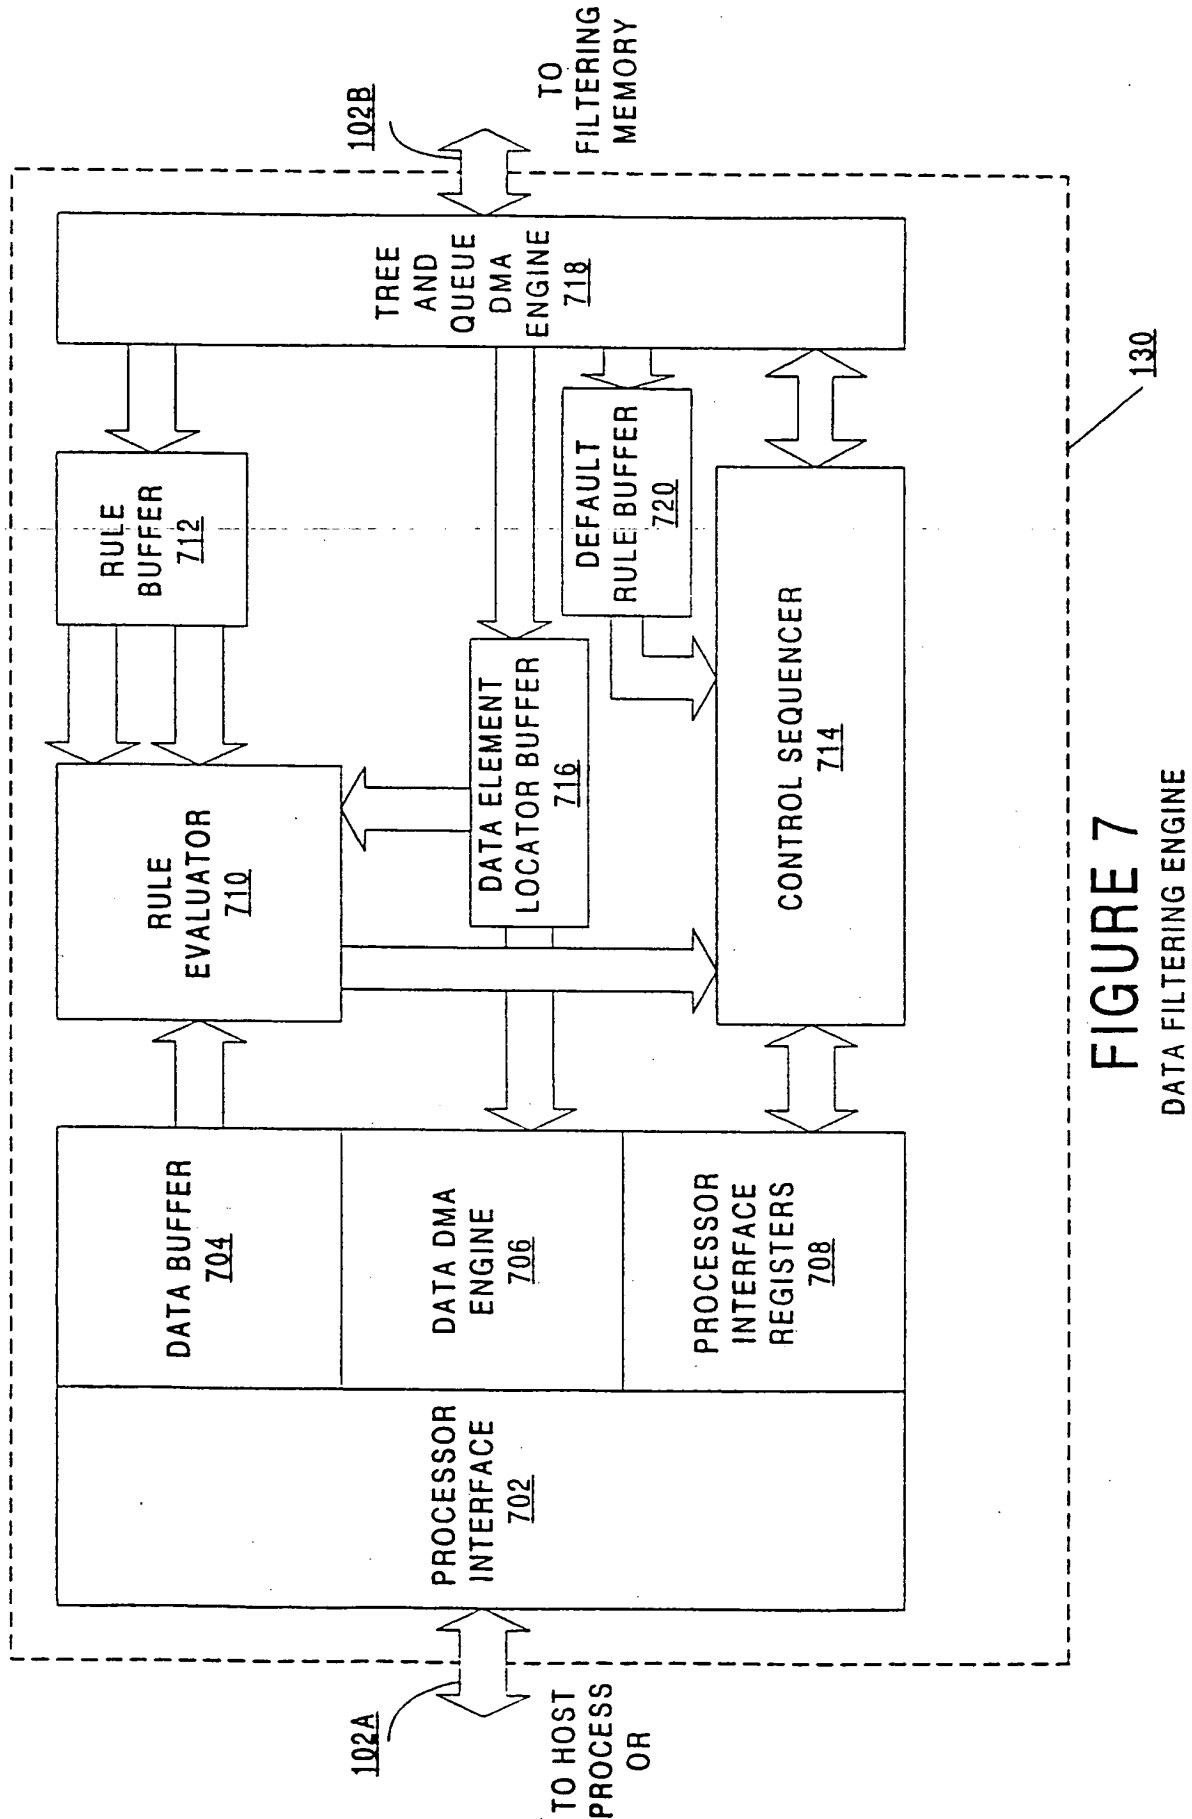 102A
TO HOST
PROCESS
OR
PROCESSOR
INTERFACE
702
DATA BUFFER
704
DATA DMA
ENGINE
706
PROCESSOR
INTERFACE
REGISTERS
708
RULE
EVALUATOR
710
RULE
BUFFER
712
DATA ELEMENT
LOCATOR BUFFER
716
DEFAULT
RULE BUFFER
720
CONTROL SEQUENCER
714
TREE
AND
QUEUE
DMA
ENGINE
718
102B
TO
FILTERING
MEMORY
130
FIGURE 7
DATA FILTERING ENGINE